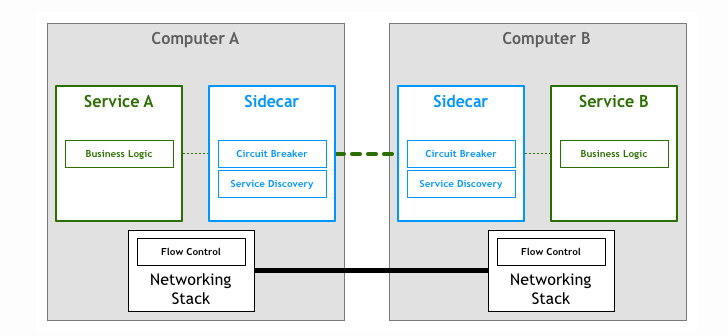 Computer A
Service A
Business Logic
Sidecar
Circuit Breaker
Service Discovery
Flow Control
Networking
Stack
Computer B
Sidecar
Circuit Breaker
Service Discovery
Service B
Business Logic
Flow Control
Networking
Stack